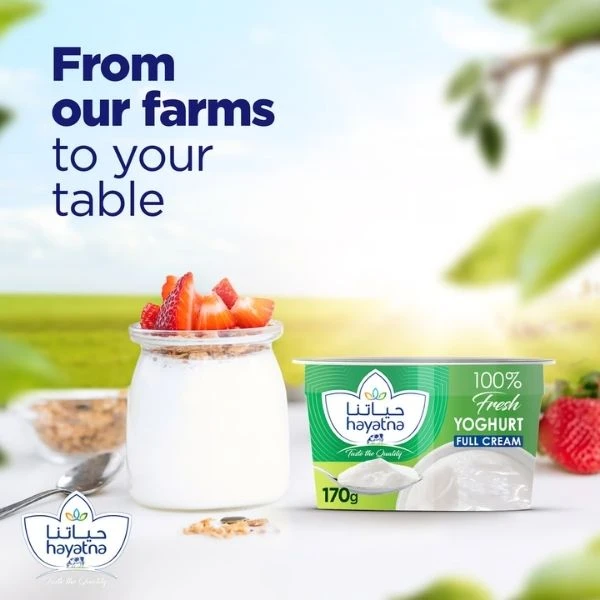 From
our farms
to your
table
حياتنا
hayatna
Taste the Quality
100%
Fresh
YOGHURT
FULL CREAM
170g
حياتنا
hayatna
Taste the Quality